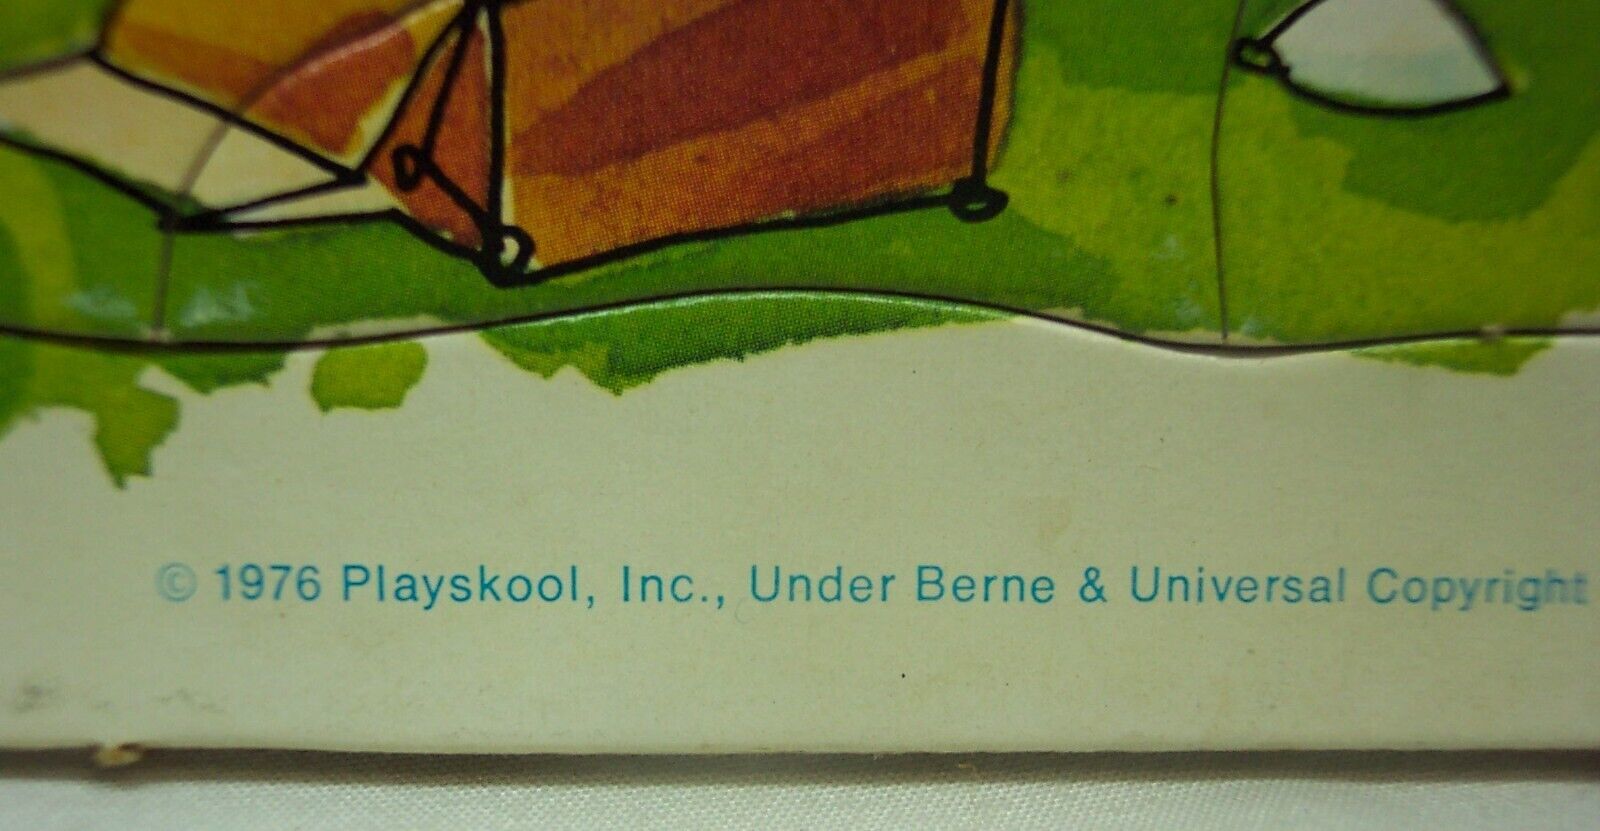 © 1976 Playskool, Inc., Under Berne & Universal Copyright